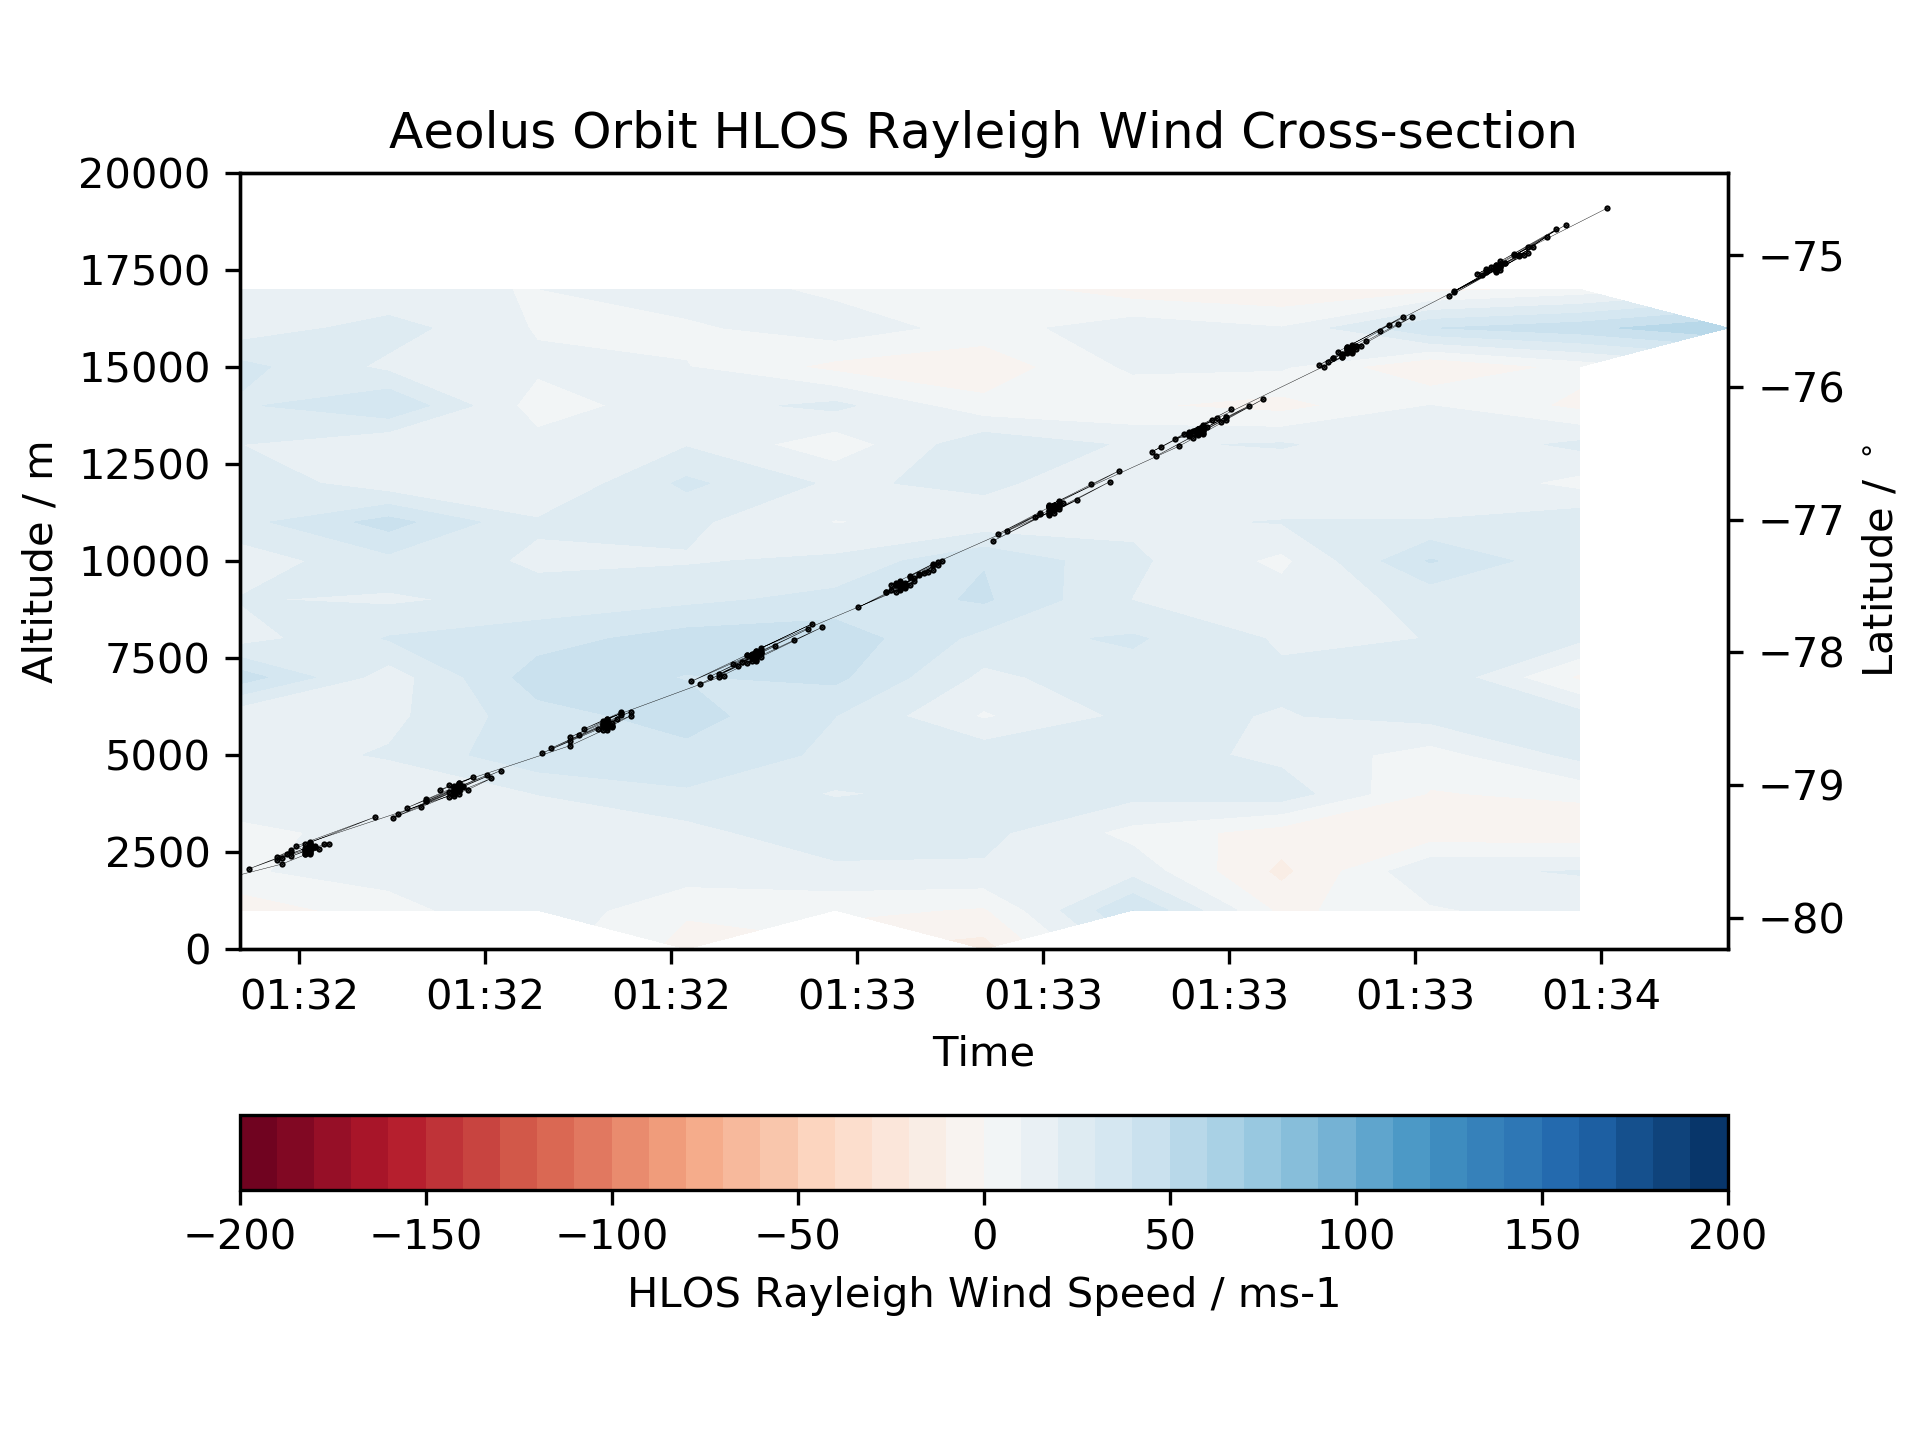 Aeolus Orbit HLOS Rayleigh Wind Cross-section
20000
17500
15000
12500
10000
7500
5000
2500
0
Altitude / m
−75
−76
−77
−78
−79
−80
Latitude / °
01:32 01:32 01:32 01:33 01:33 01:33 01:33 01:34
Time
−200 −150 −100 −50 0 50 100 150 200
HLOS Rayleigh Wind Speed / ms-1